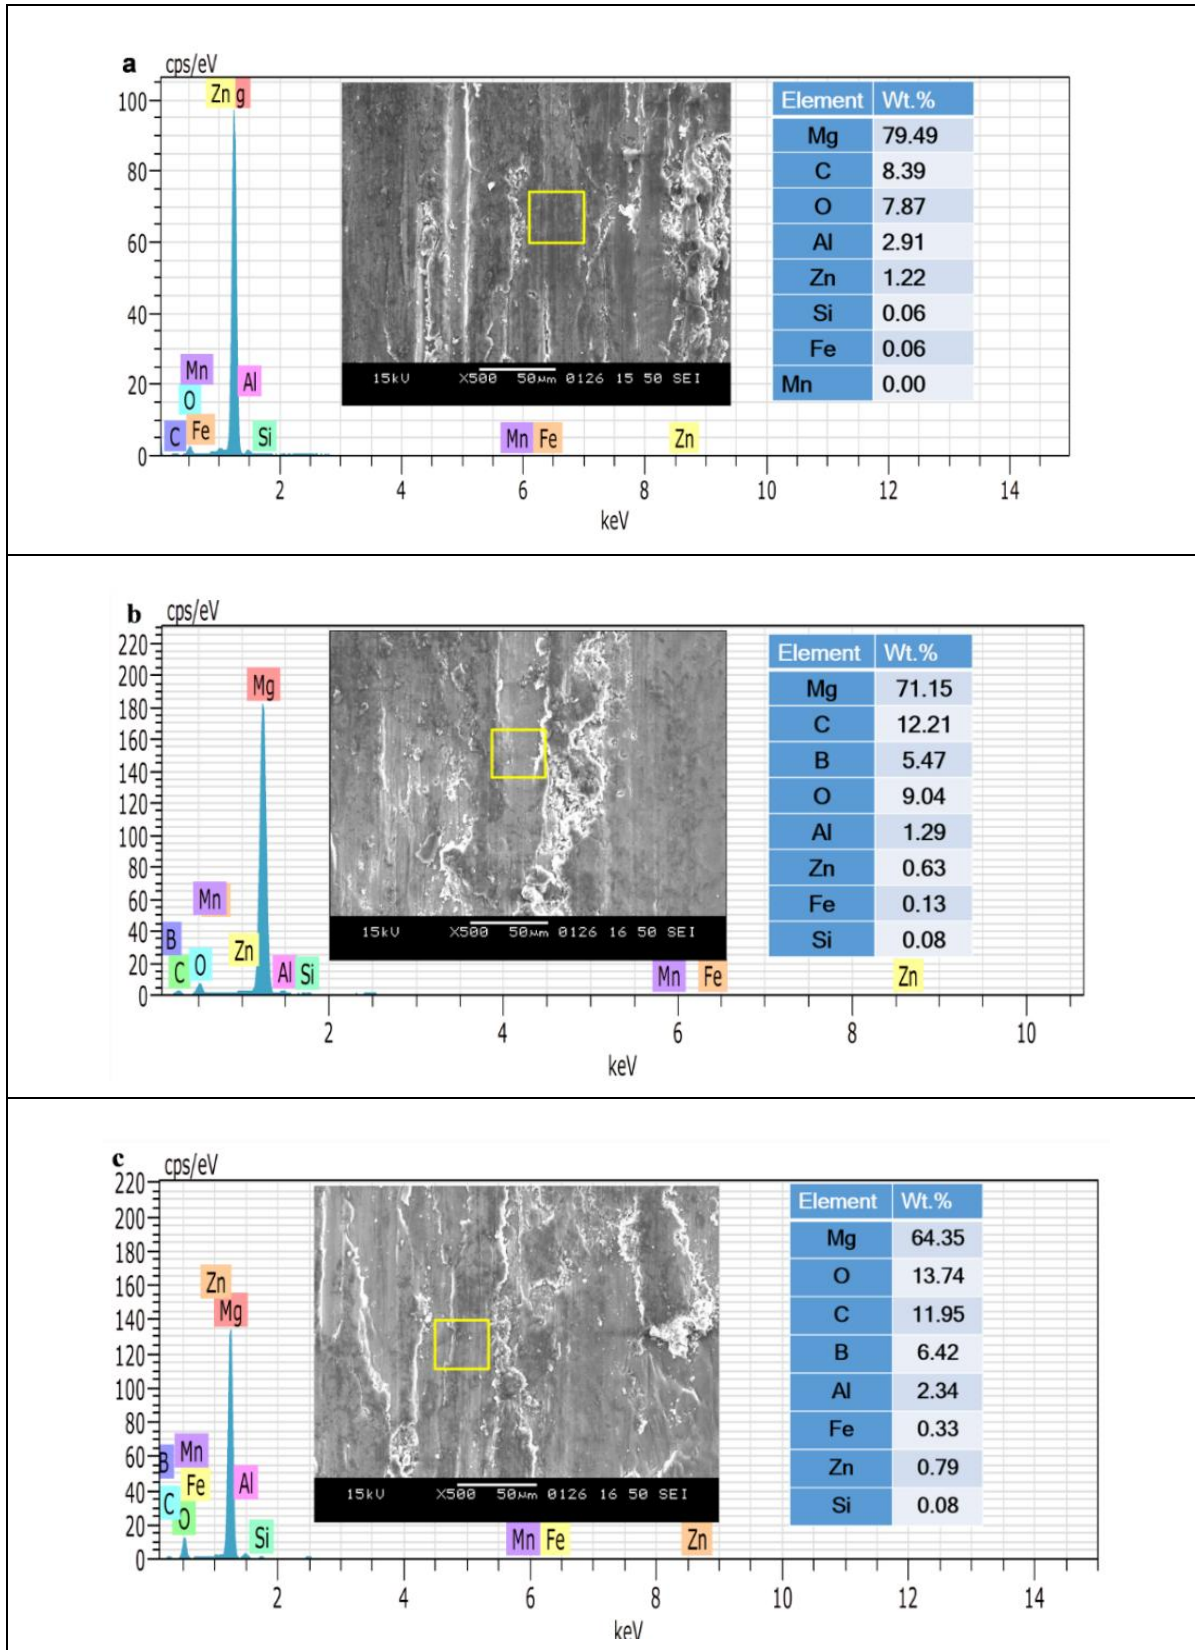 a
cps/eV
Zn g
100
80
60
40
20
0
Mn
O
C Fe
Al
Si
Mn Fe Zn
2 4 6 8 10 12 14
keV
15kU X500 50µm 0126 15 50 SEI
Element Wt.%
Mg 79.49
C 8.39
O 7.87
Al 2.91
Zn 1.22
Si 0.06
Fe 0.06
Mn 0.00
b
cps/eV
220
200
180
160
140
120
100
80
60
40
20
0
Mg
Mn
B Zn
C O Al Si
Mn Fe Zn
2 4 6 8 10
keV
15kU X500 50µm 0126 16 50 SEI
Element Wt.%
Mg 71.15
C 12.21
B 5.47
O 9.04
Al 1.29
Zn 0.63
Fe 0.13
Si 0.08
c
cps/eV
220
200
180
160
140
120
100
80
60
40
20
0
Zn
Mg
B Mn
Fe Al
C O
Si
Mn Fe Zn
2 4 6 8 10 12 14
keV
15kU X500 50µm 0126 16 50 SEI
Element Wt.%
Mg 64.35
O 13.74
C 11.95
B 6.42
Al 2.34
Fe 0.33
Zn 0.79
Si 0.08